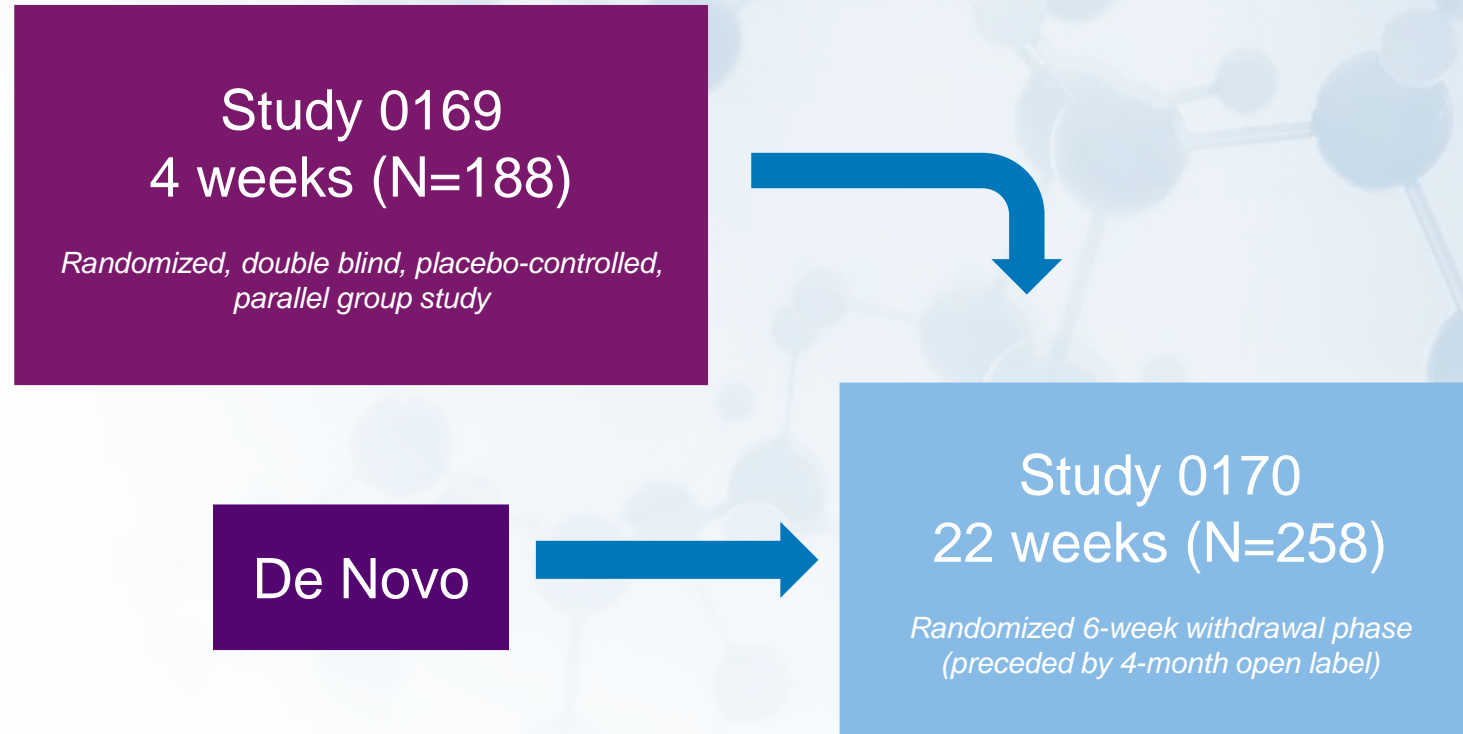 Study 0169
4 weeks (N=188)
Randomized, double blind, placebo-controlled,
parallel group study
De Novo
Study 0170
22 weeks (N=258)
Randomized 6-week withdrawal phase
(preceded by 4-month open label)